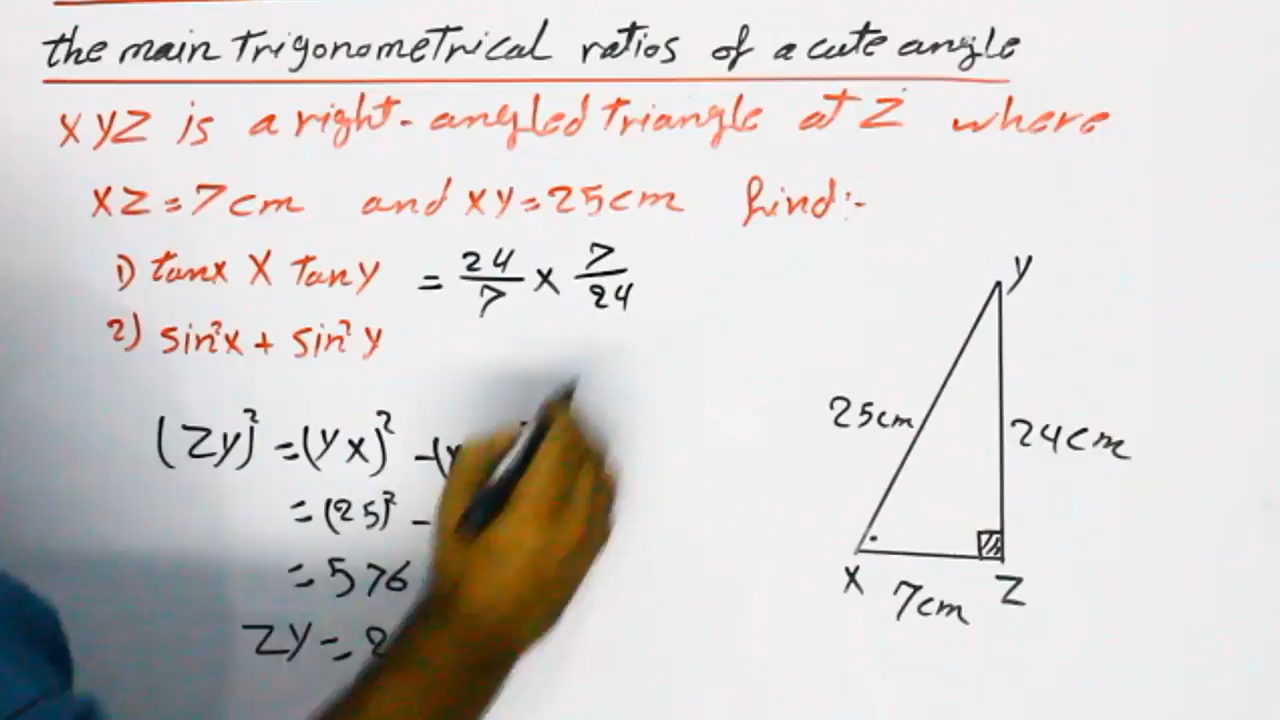 the main trigonometrical ratios of acute angle
XYZ is a right-angled triangle at Z where
XZ = 7cm and XY = 25cm find:-
1) tanx X tany = 24/7 × 7/24
2) sin²x + sin²y
(ZY)² = (YX)² - (
= (25)² -
= 576
ZY =
Y
25cm
24cm
X
7cm
Z